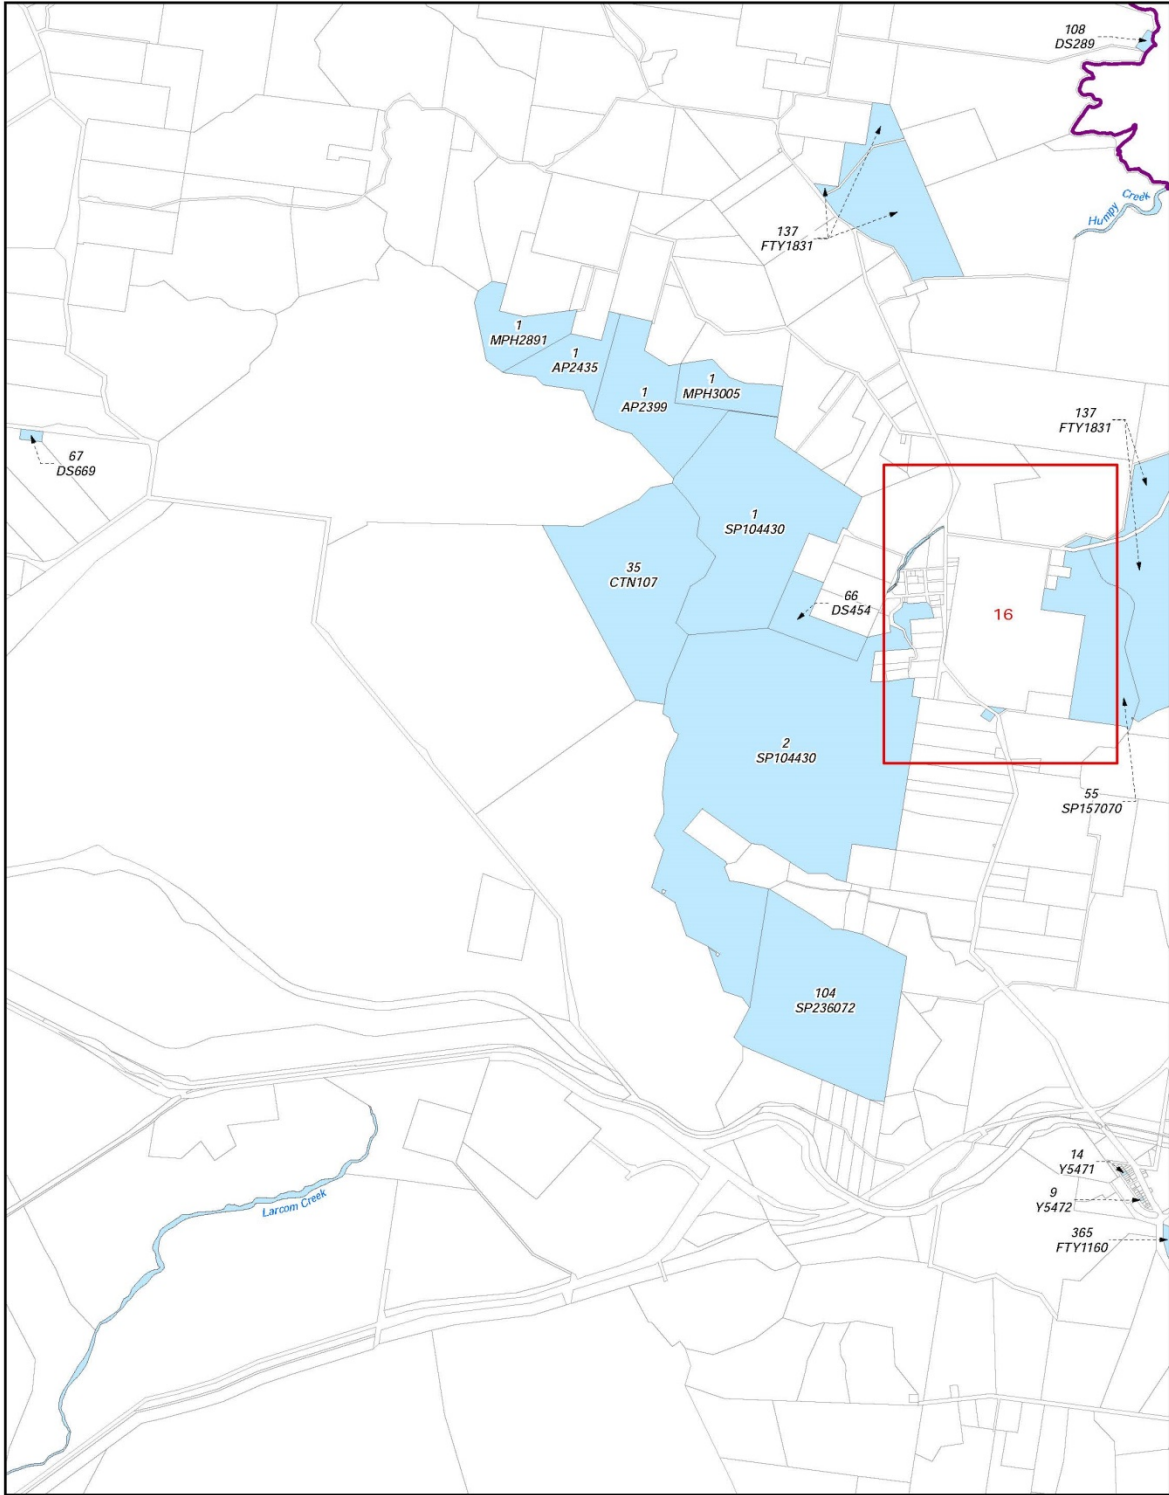 108
DS289
Humpy Creek
137
FTY1831
1
MPH2891
1
AP2435
1
AP2399
1
MPH3005
137
FTY1831
67
DS669
1
SP104430
35
CTN107
66
DS454
16
2
SP104430
55
SP157070
104
SP236072
14
Y5471
9
Y5472
Larcom Creek
365
FTY1160